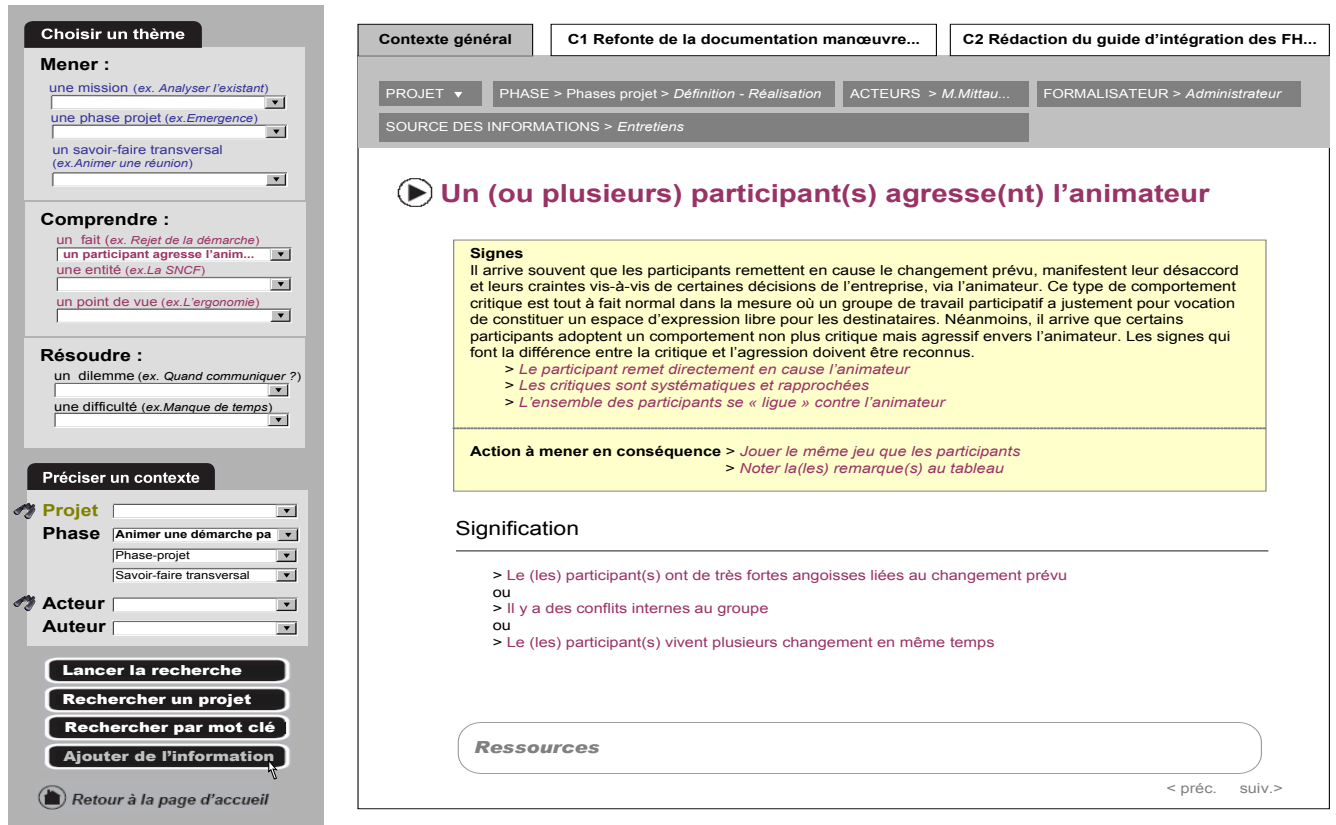 Choisir un thème
Mener :
une mission (ex. Analyser l'existant)
une phase projet (ex.Emergence)
un savoir-faire transversal
(ex.Animer une réunion)
Comprendre :
un fait (ex. Rejet de la démarche)
un participant agresse l'anim...
une entité (ex.La SNCF)
un point de vue (ex.L'ergonomie)
Résoudre :
un dilemme (ex. Quand communiquer ?)
une difficulté (ex.Manque de temps)
Préciser un contexte
Projet
Phase Animer une démarche pa
Phase-projet
Savoir-faire transversal
Acteur
Auteur
Lancer la recherche
Rechercher un projet
Rechercher par mot clé
Ajouter de l'information
Retour à la page d'accueil
Contexte général
C1 Refonte de la documentation manœuvre...
C2 Rédaction du guide d'intégration des FH...
PROJET
PHASE > Phases projet > Définition - Réalisation
ACTEURS > M.Mittau...
FORMALISATEUR > Administrateur
SOURCE DES INFORMATIONS > Entretiens
Un (ou plusieurs) participant(s) agresse(nt) l'animateur
Signes
Il arrive souvent que les participants remettent en cause le changement prévu, manifestent leur désaccord
et leurs craintes vis-à-vis de certaines décisions de l'entreprise, via l'animateur. Ce type de comportement
critique est tout à fait normal dans la mesure où un groupe de travail participatif a justement pour vocation
de constituer un espace d'expression libre pour les destinataires. Néanmoins, il arrive que certains
participants adoptent un comportement non plus critique mais agressif envers l'animateur. Les signes qui
font la différence entre la critique et l'agression doivent être reconnus.
> Le participant remet directement en cause l'animateur
> Les critiques sont systématiques et rapprochées
> L'ensemble des participants se « ligue » contre l'animateur
Action à mener en conséquence > Jouer le même jeu que les participants
> Noter la(les) remarque(s) au tableau
Signification
> Le (les) participant(s) ont de très fortes angoisses liées au changement prévu
ou
> Il y a des conflits internes au groupe
ou
> Le (les) participant(s) vivent plusieurs changement en même temps
Ressources
< préc. suiv.>